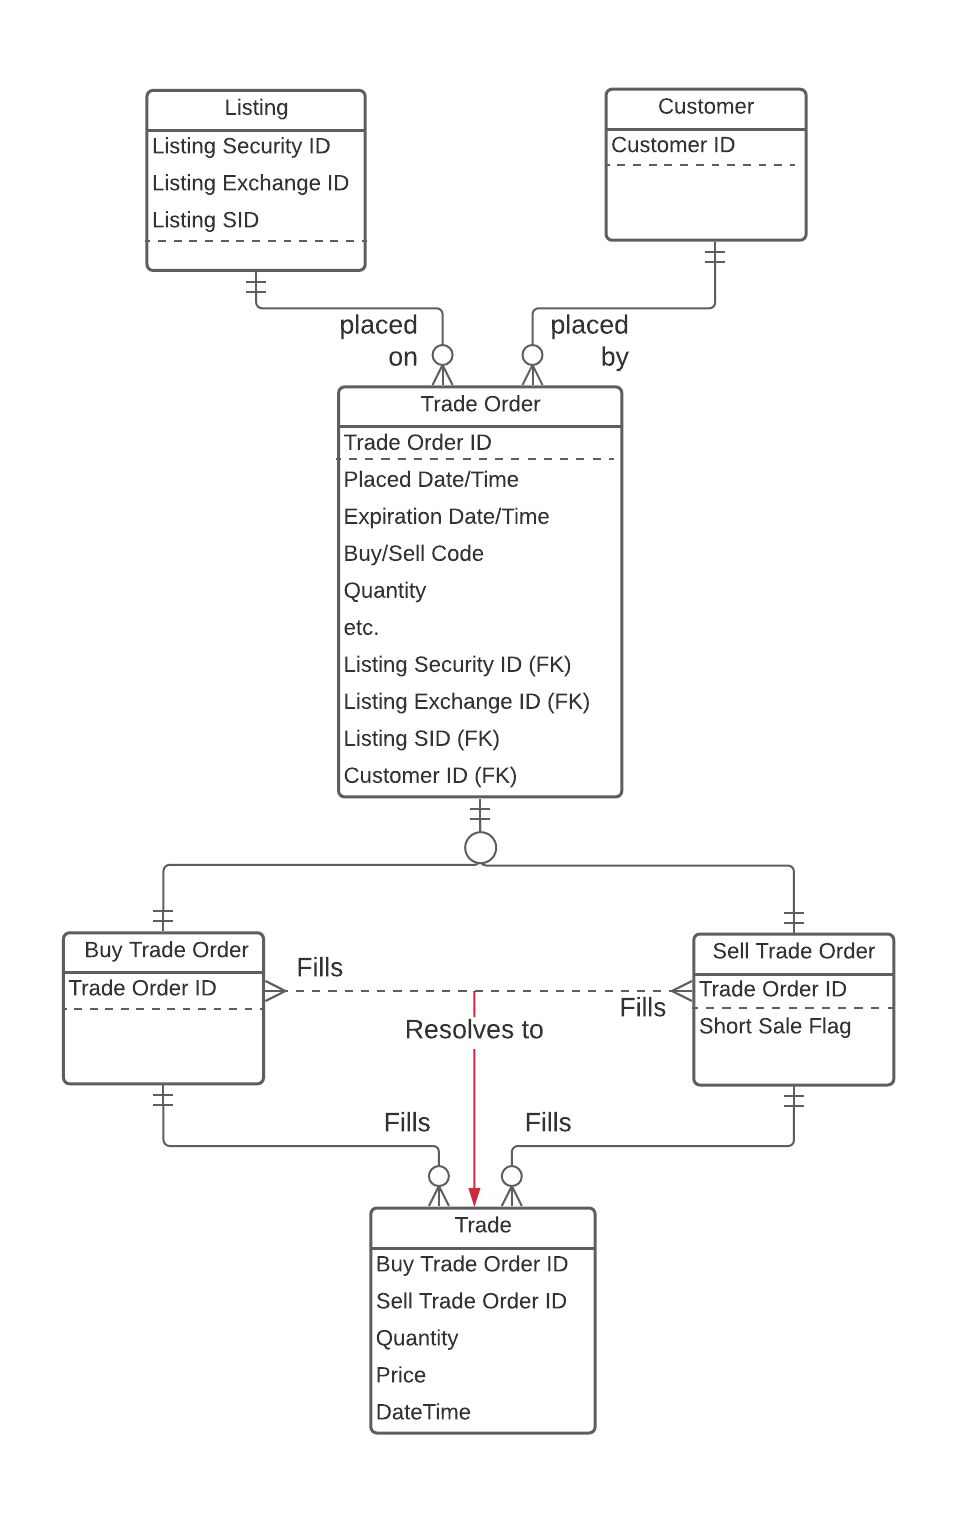 Listing
Listing Security ID
Listing Exchange ID
Listing SID
Customer
Customer ID
placed
on
placed
by
Trade Order
Trade Order ID
Placed Date/Time
Expiration Date/Time
Buy/Sell Code
Quantity
etc.
Listing Security ID (FK)
Listing Exchange ID (FK)
Listing SID (FK)
Customer ID (FK)
Buy Trade Order
Trade Order ID
Fills
Fills
Sell Trade Order
Trade Order ID
Short Sale Flag
Resolves to
Fills
Fills
Trade
Buy Trade Order ID
Sell Trade Order ID
Quantity
Price
DateTime